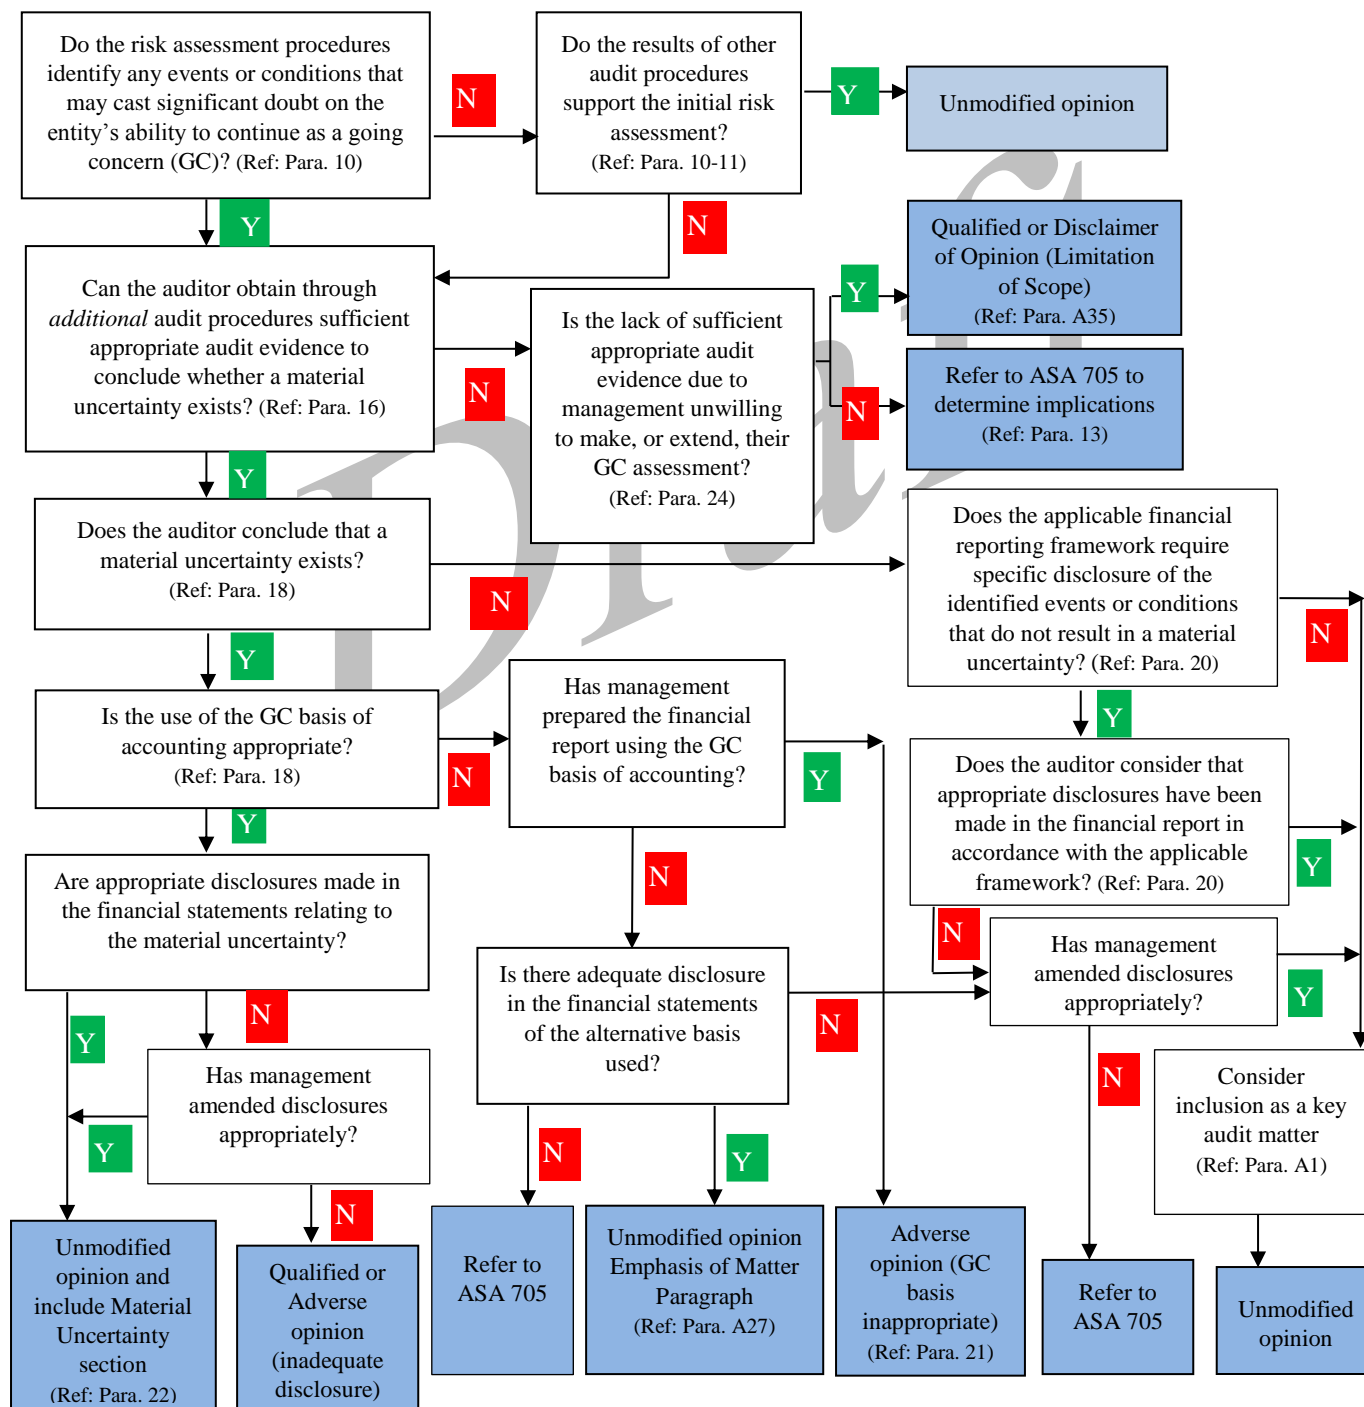 Do the risk assessment procedures
identify any events or conditions that
may cast significant doubt on the
entity’s ability to continue as a going
concern (GC)? (Ref: Para. 10)
N
Do the results of other
audit procedures
support the initial risk
assessment?
(Ref: Para. 10-11)
Y
Unmodified opinion
Y
N
Qualified or Disclaimer
of Opinion (Limitation
of Scope)
(Ref: Para. A35)
Can the auditor obtain through
additional audit procedures sufficient
appropriate audit evidence to
conclude whether a material
uncertainty exists? (Ref: Para. 16)
N
Is the lack of sufficient
appropriate audit
evidence due to
management unwilling
to make, or extend, their
GC assessment?
(Ref: Para. 24)
Y
N
Refer to ASA 705 to
determine implications
(Ref: Para. 13)
Draft
Y
Does the auditor conclude that a
material uncertainty exists?
(Ref: Para. 18)
N
Does the applicable financial
reporting framework require
specific disclosure of the
identified events or conditions
that do not result in a material
uncertainty? (Ref: Para. 20)
N
Y
Y
Is the use of the GC basis of
accounting appropriate?
(Ref: Para. 18)
N
Has management
prepared the financial
report using the GC
basis of accounting?
Y
Does the auditor consider that
appropriate disclosures have been
made in the financial report in
accordance with the applicable
framework? (Ref: Para. 20)
Y
N
Y
Are appropriate disclosures made in
the financial statements relating to
the material uncertainty?
N
Is there adequate disclosure
in the financial statements
of the alternative basis
used?
N
Has management
amended disclosures
appropriately?
Y
N
Y
N
Has management
amended disclosures
appropriately?
Y
N
N
Y
Consider
inclusion as a key
audit matter
(Ref: Para. A1)
Unmodified
opinion and
include Material
Uncertainty
section
(Ref: Para. 22)
Qualified or
Adverse
opinion
(inadequate
disclosure)
Refer to
ASA 705
Unmodified opinion
Emphasis of Matter
Paragraph
(Ref: Para. A27)
Adverse
opinion (GC
basis
inappropriate)
(Ref: Para. 21)
Refer to
ASA 705
Unmodified
opinion